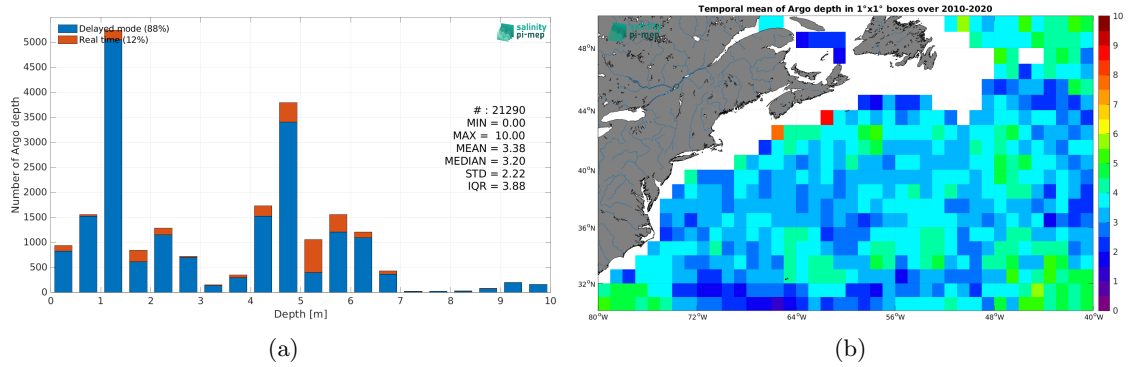 Delayed mode (88%)
Real time (12%)
salinity
pi-mep
Number of Argo depth
5000
4500
4000
3500
3000
2500
2000
1500
1000
500
0
# : 21290
MIN = 0.00
MAX = 10.00
MEAN = 3.38
MEDIAN = 3.20
STD = 2.22
IQR = 3.88
0 1 2 3 4 5 6 7 8 9 10
Depth [m]
(a)
Temporal mean of Argo depth in 1°x1° boxes over 2010-2020
salinity
pi-mep
48°N
44°N
40°N
36°N
32°N
80°W 72°W 64°W 56°W 48°W 40°W
10
9
8
7
6
5
4
3
2
1
0
(b)